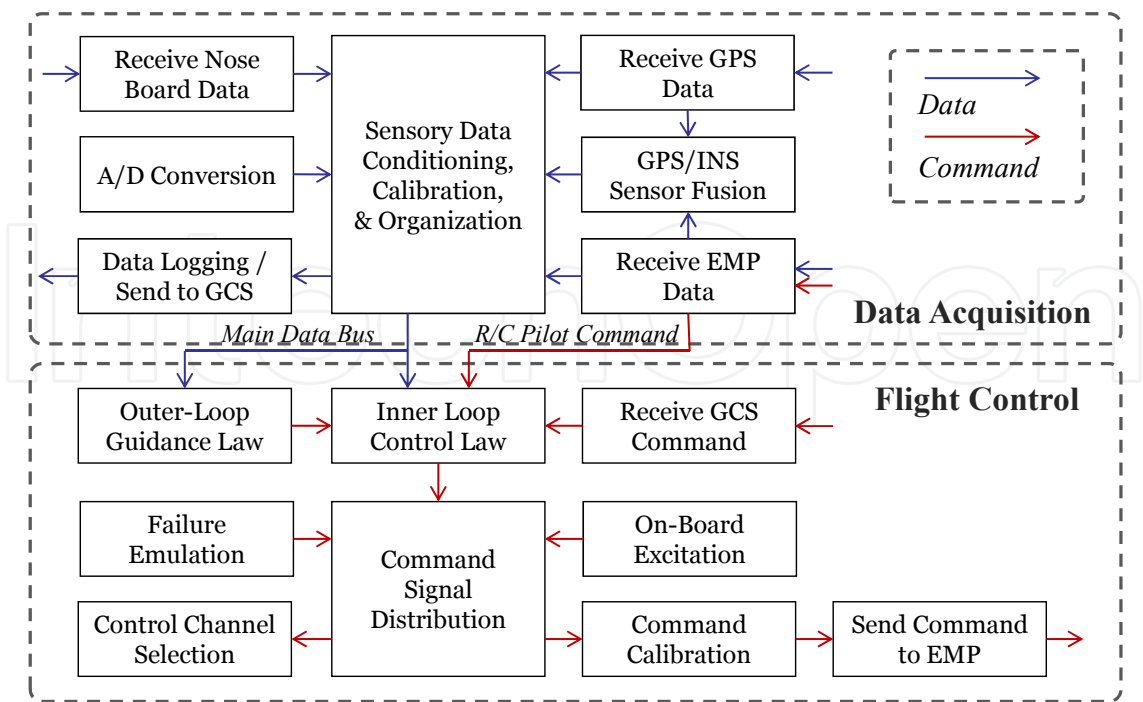 Receive Nose
Board Data
A/D Conversion
Data Logging /
Send to GCS
Sensory Data
Conditioning,
Calibration,
& Organization
Receive GPS
Data
GPS/INS
Sensor Fusion
Receive EMP
Data
Data
Command
Data Acquisition
Main Data Bus
R/C Pilot Command
Flight Control
Outer-Loop
Guidance Law
Inner Loop
Control Law
Receive GCS
Command
Failure
Emulation
Command
Signal
Distribution
On-Board
Excitation
Control Channel
Selection
Command
Calibration
Send Command
to EMP
IntechOpen